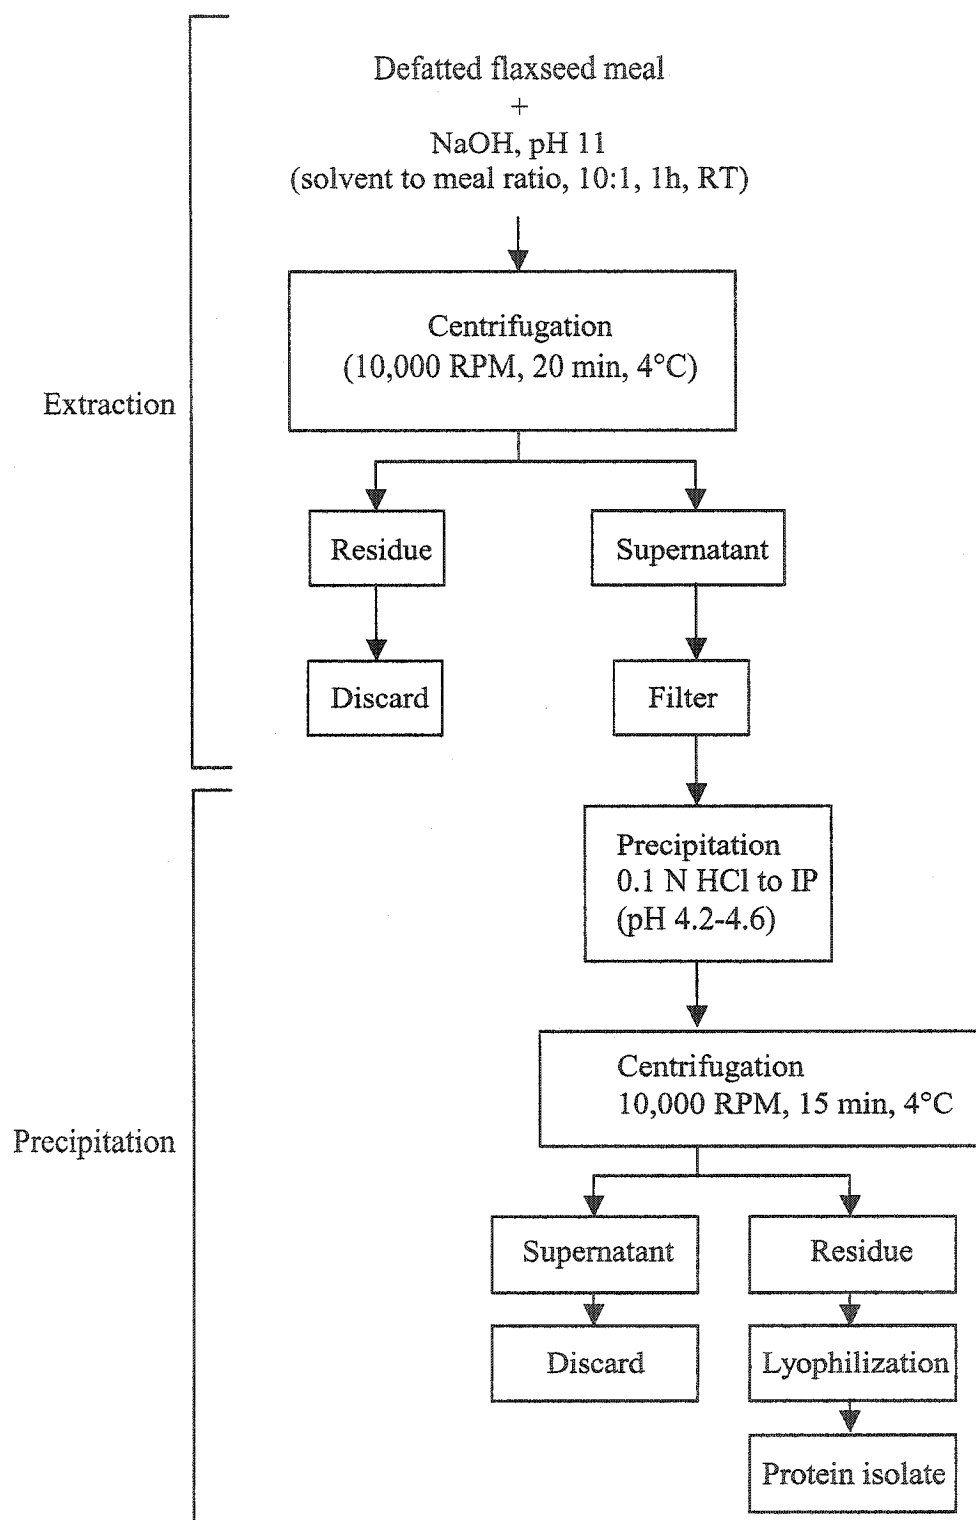 Defatted flaxseed meal
+
NaOH, pH 11
(solvent to meal ratio, 10:1, 1h, RT)
Centrifugation
(10,000 RPM, 20 min, 4°C)
Extraction
Residue
Supernatant
Discard
Filter
Precipitation
0.1 N HCl to IP
(pH 4.2-4.6)
Centrifugation
10,000 RPM, 15 min, 4°C
Precipitation
Supernatant
Residue
Discard
Lyophilization
Protein isolate